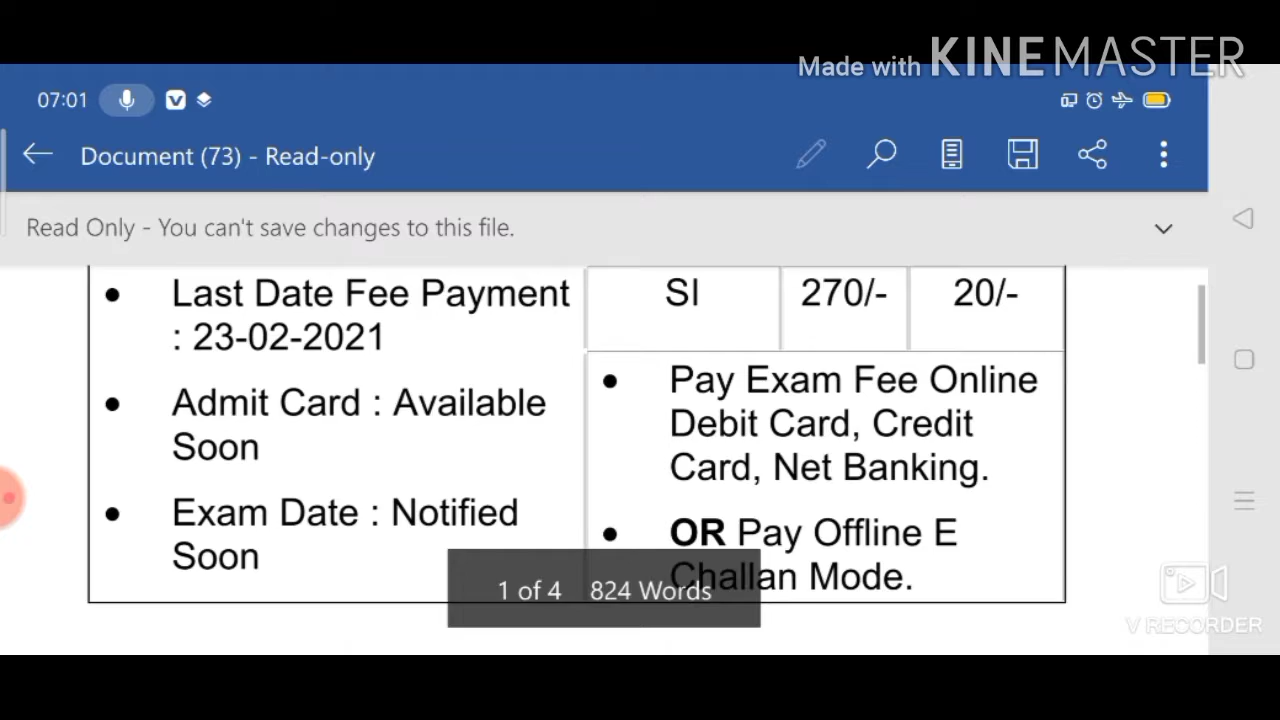 Made with KINEMASTER
07:01
Document (73) - Read-only
Read Only - You can't save changes to this file.
• Last Date Fee Payment
: 23-02-2021
• Admit Card : Available
Soon
• Exam Date : Notified
Soon
SI 270/- 20/-
• Pay Exam Fee Online
Debit Card, Credit
Card, Net Banking.
• OR Pay Offline E
Challan Mode.
1 of 4 824 Words
V RECORDER